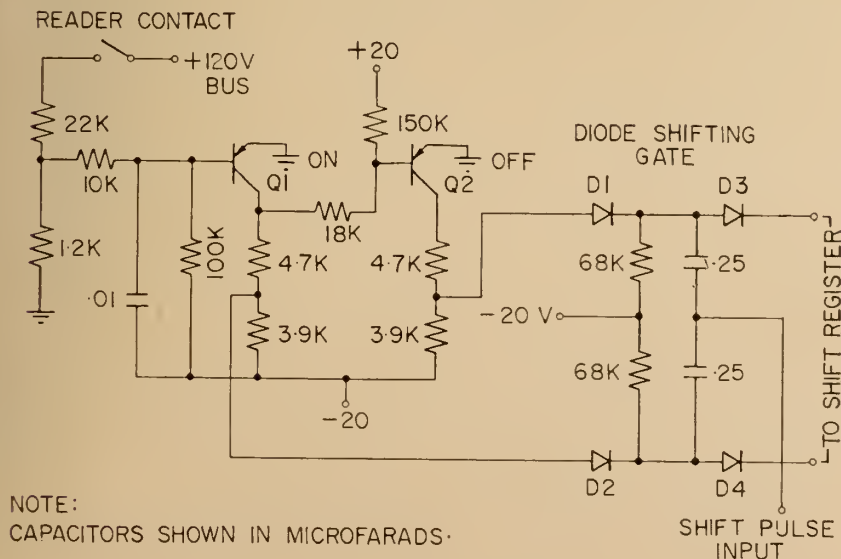 READER CONTACT
+120V
BUS
+20
22K
150K
DIODE SHIFTING
GATE
10K
Q1
ON
Q2
OFF
D1
D3
1.2K
.01
100K
18K
4.7K
4.7K
68K
.25
-20 V
3.9K
3.9K
68K
.25
TO SHIFT REGISTER
-20
D2
D4
NOTE:
CAPACITORS SHOWN IN MICROFARADS.
SHIFT PULSE
INPUT